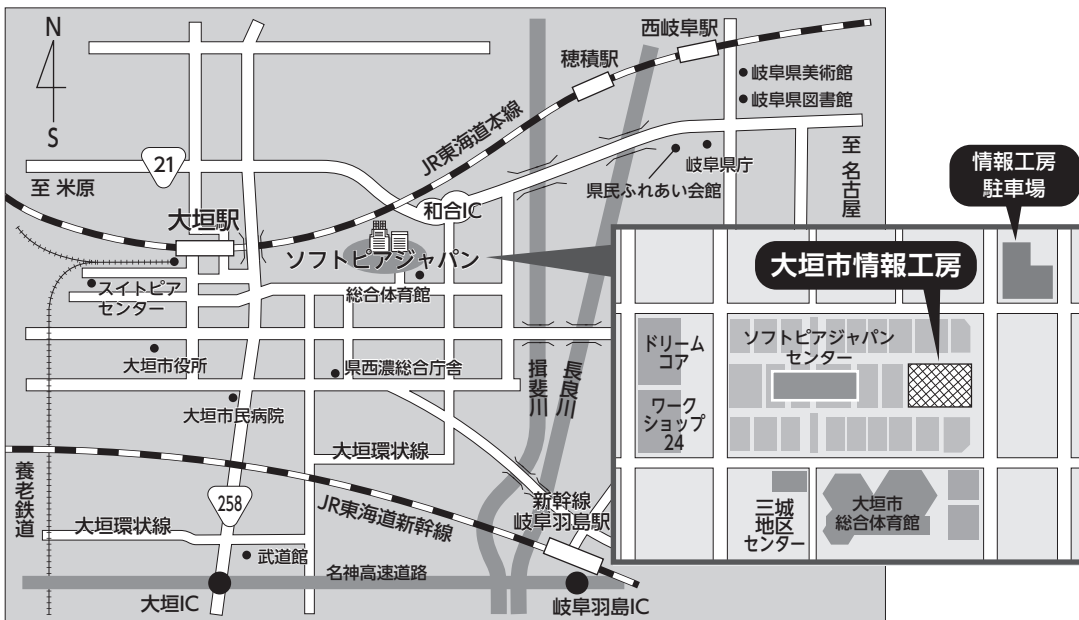 N
S
21
至 米原
大垣駅
JR東海道本線
穂積駅
西岐阜駅
岐阜県美術館
岐阜県図書館
岐阜県庁
県民ふれあい会館
至 名古屋
和合IC
ソフトピアジャパン
総合体育館
スイトピア
センター
大垣市役所
県西濃総合庁舎
大垣市民病院
揖斐川
長良川
大垣環状線
養老鉄道
258
JR東海道新幹線
新幹線
岐阜羽島駅
大垣環状線
武道館
名神高速道路
大垣IC
岐阜羽島IC
情報工房
駐車場
大垣市情報工房
ドリーム
コア
ソフトピアジャパン
センター
ワーク
ショップ
24
三城
地区
センター
大垣市
総合体育館